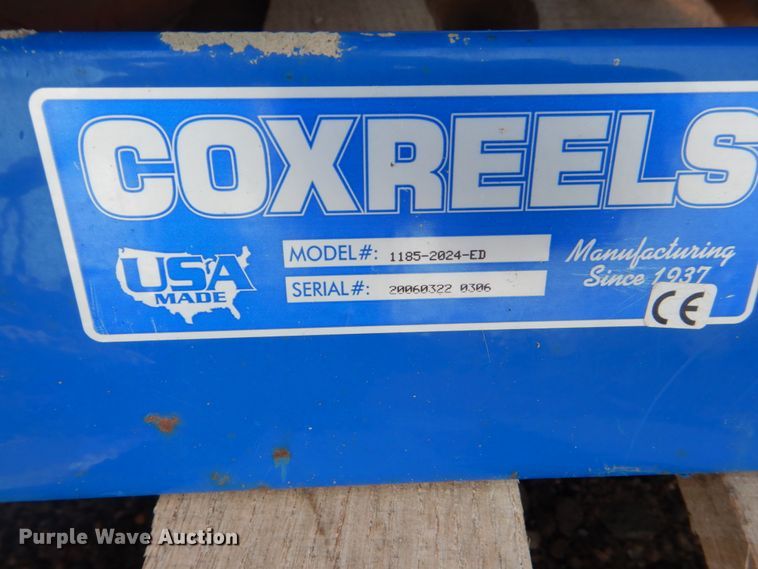 COXREELS
USA
MADE
MODEL#: 1185-2024-ED
SERIAL#: 20060322 0306
Manufacturing
Since 1937
CE
Purple Wave Auction®